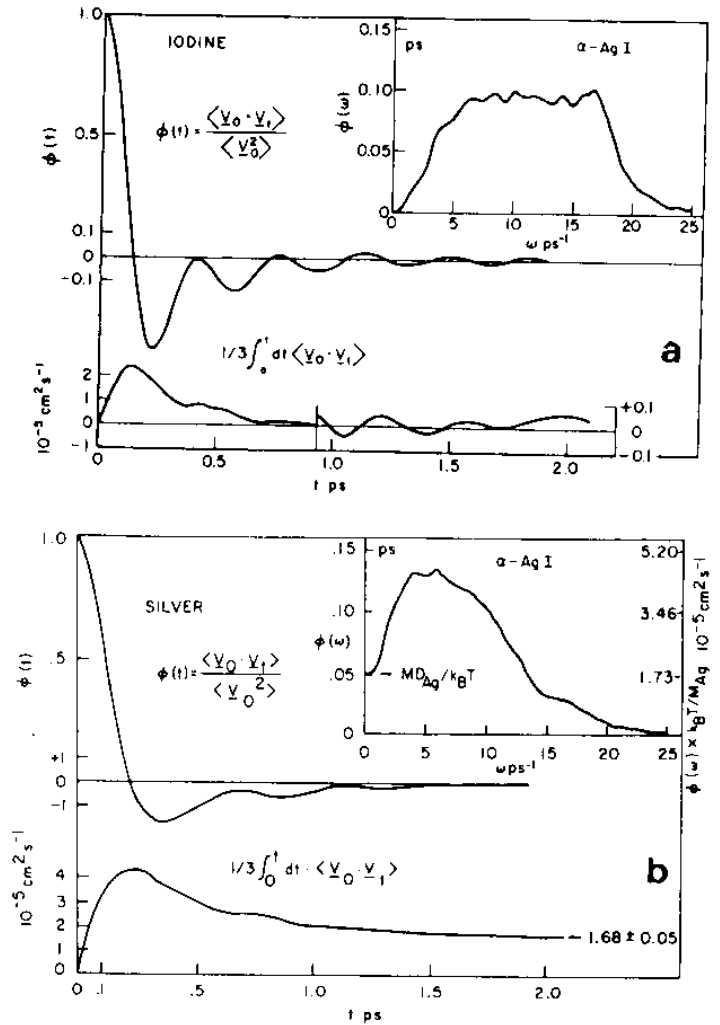 1.0
IODINE
ϕ(t) = ⟨V₀ · Vₜ⟩ / ⟨V₀²⟩
ϕ(t)
0.5
0.1
0
-0.1
0.15
ps
α-AgI
0.10
ϕ(ω)
0.05
0
0 5 10 15 20 25
ω ps⁻¹
a
1/3 ∫₀ᵗ dt ⟨V₀ · Vₜ⟩
10⁻⁵ cm² s⁻¹
2
1
0
-1
+0.1
0
-0.1
0 0.5 1.0 1.5 2.0
t ps
1.0
SILVER
ϕ(t) = ⟨V₀ · Vₜ⟩ / ⟨V₀²⟩
ϕ(t)
.5
+.1
0
-.1
.15
ps
α-AgI
.10
ϕ(ω)
.05
MD_Ag/k_BT
0
0 5 10 15 20 25
ω ps⁻¹
5.20
3.46
1.73
ϕ(ω) × k_BT/M_Ag 10⁻⁵ cm² s⁻¹
b
1/3 ∫₀ᵗ dt · ⟨V₀ · Vₜ⟩
10⁻⁵ cm² s⁻¹
4
3
2
1
0
1.68 ± 0.05
0 .1 .5 1.0 1.5 2.0
t ps